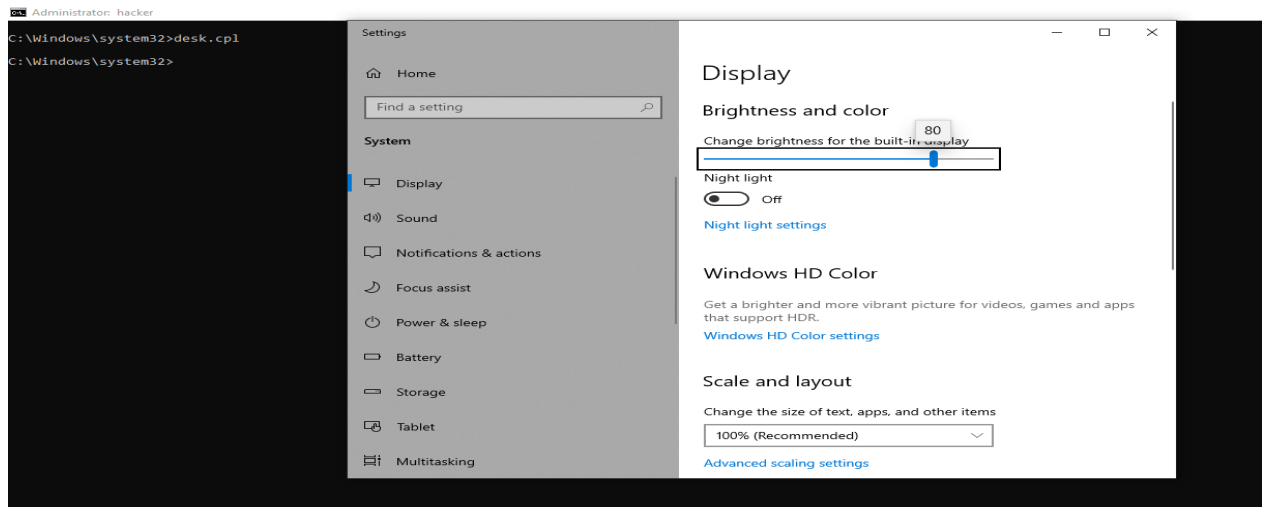 Administrator: hacker
C:\Windows\system32>desk.cpl
C:\Windows\system32>
Settings
Home
Find a setting
System
Display
Sound
Notifications & actions
Focus assist
Power & sleep
Battery
Storage
Tablet
Multitasking
Display
Brightness and color
80
Change brightness for the built-in display
Night light
Off
Night light settings
Windows HD Color
Get a brighter and more vibrant picture for videos, games and apps
that support HDR.
Windows HD Color settings
Scale and layout
Change the size of text, apps, and other items
100% (Recommended)
Advanced scaling settings